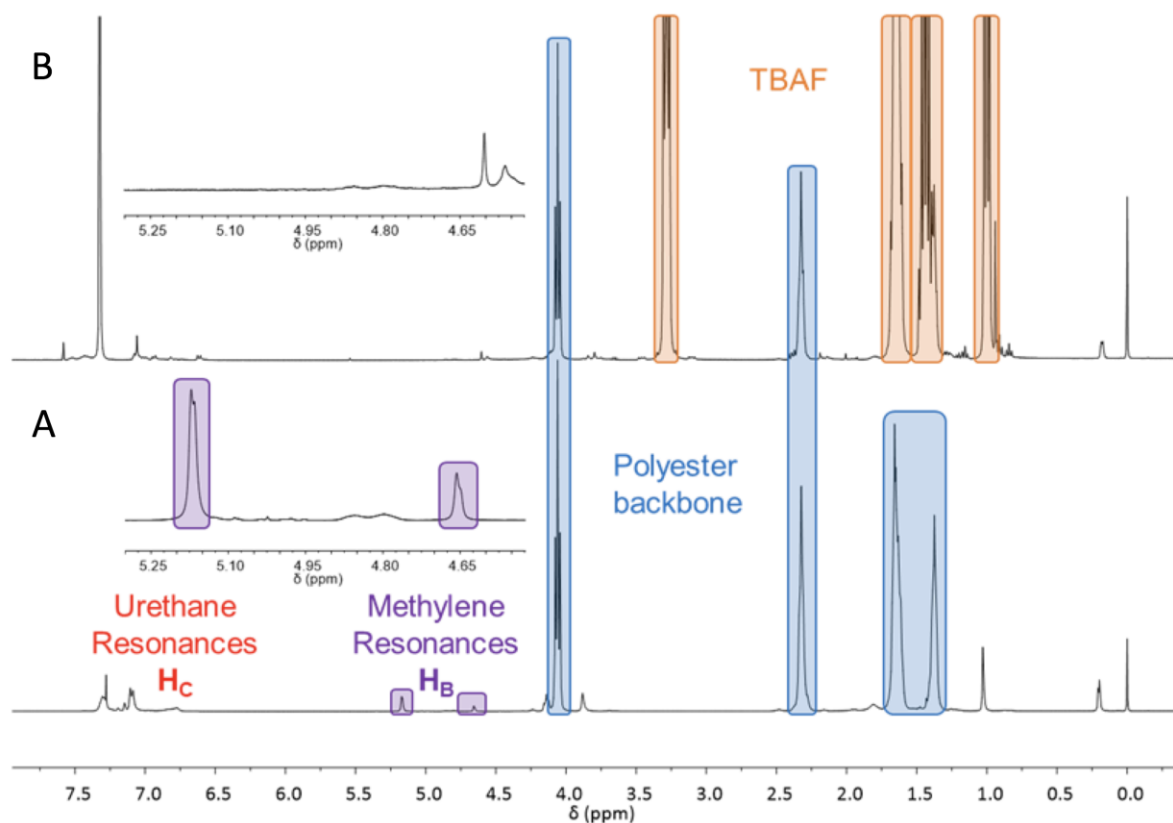 B
TBAF
5.25 5.10 4.95 4.80 4.65
δ (ppm)
A
Polyester
backbone
5.25 5.10 4.95 4.80 4.65
δ (ppm)
Urethane
Resonances
H_C
Methylene
Resonances
H_B
7.5 7.0 6.5 6.0 5.5 5.0 4.5 4.0 3.5 3.0 2.5 2.0 1.5 1.0 0.5 0.0
δ (ppm)